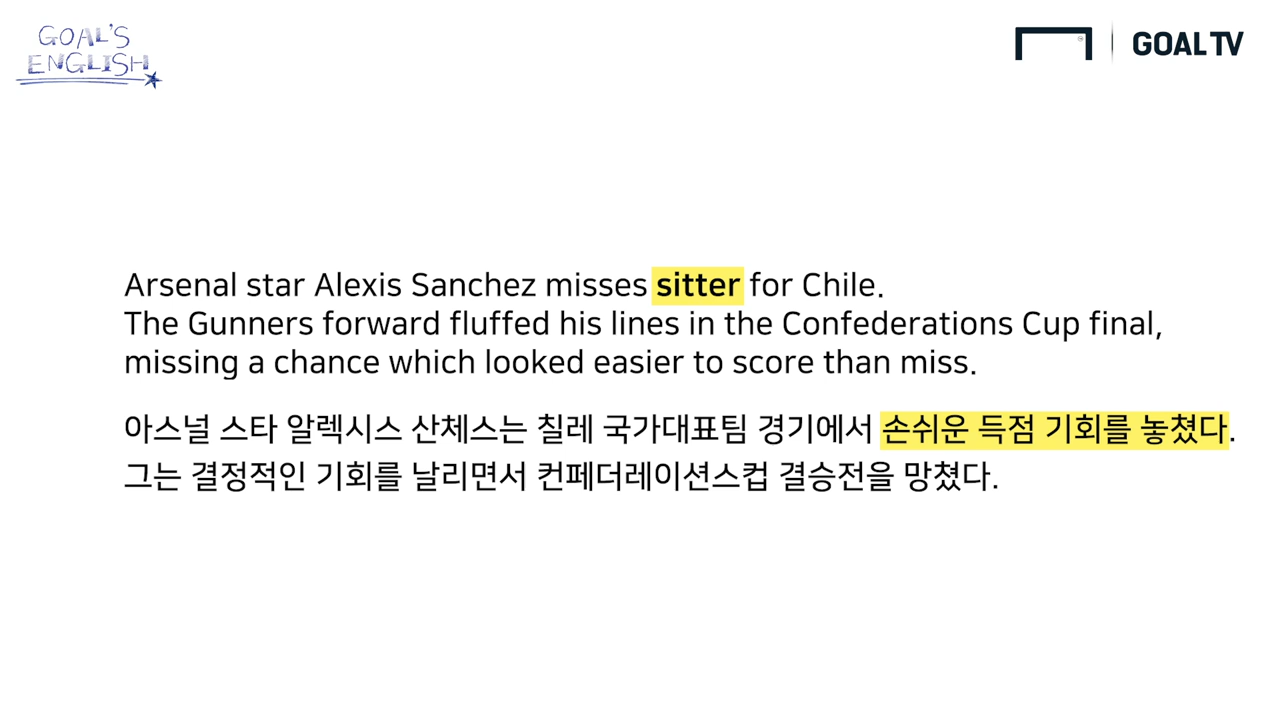 GOAL'S
ENGLISH
GOAL TV
Arsenal star Alexis Sanchez misses sitter for Chile.
The Gunners forward fluffed his lines in the Confederations Cup final,
missing a chance which looked easier to score than miss.
아스널 스타 알렉시스 산체스는 칠레 국가대표팀 경기에서 손쉬운 득점 기회를 놓쳤다.
그는 결정적인 기회를 날리면서 컨페더레이션스컵 결승전을 망쳤다.